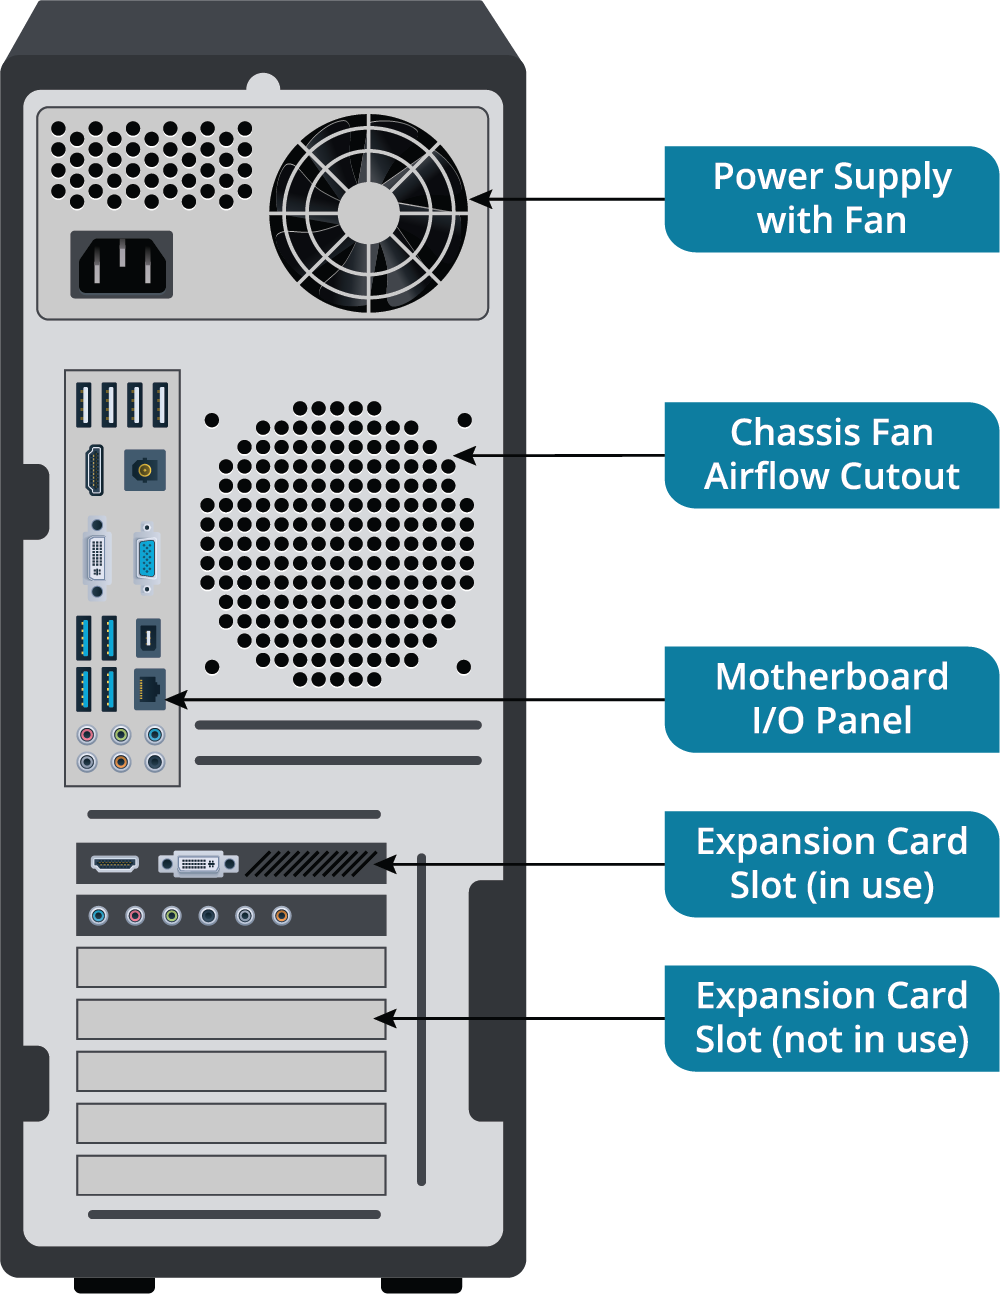 Power Supply
with Fan
Chassis Fan
Airflow Cutout
Motherboard
I/O Panel
Expansion Card
Slot (in use)
Expansion Card
Slot (not in use)